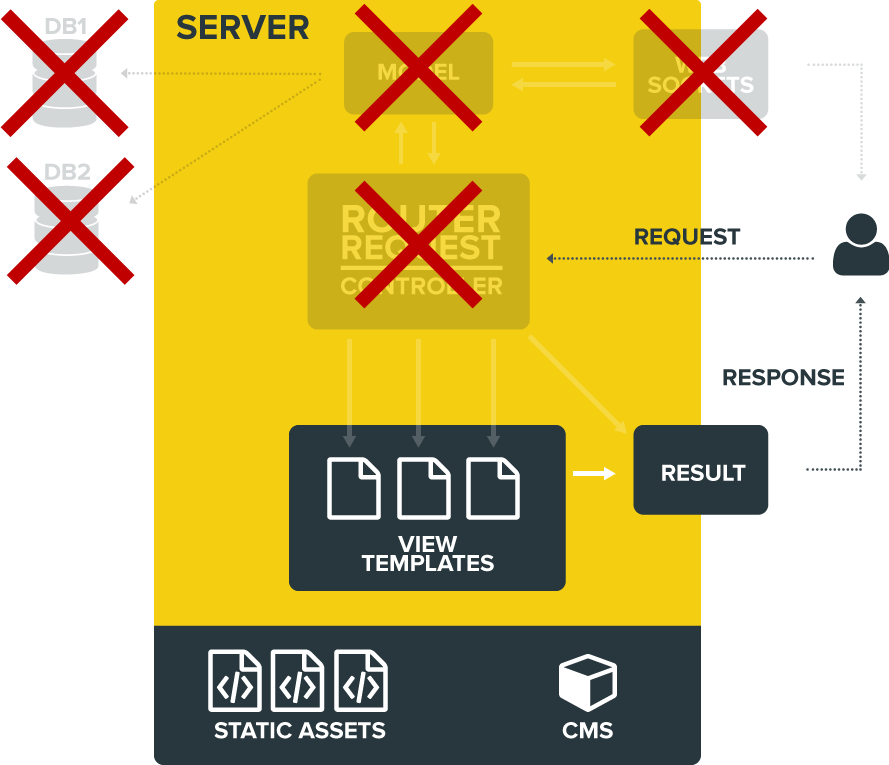 DB1
SERVER
MODEL
WEB
SOCKETS
DB2
ROUTER
REQUEST
CONTROLLER
REQUEST
RESPONSE
RESULT
VIEW
TEMPLATES
STATIC ASSETS
CMS